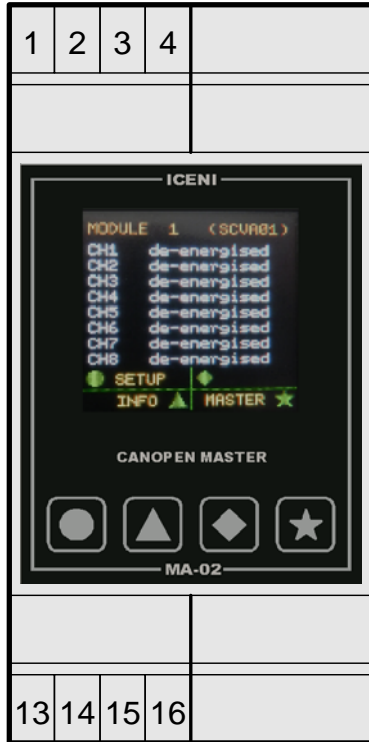 1 2 3 4
ICENI
MODULE 1 (SCVA01)
CH1 de-energised
CH2 de-energised
CH3 de-energised
CH4 de-energised
CH5 de-energised
CH6 de-energised
CH7 de-energised
CH8 de-energised
SETUP
INFO MASTER
CANOPEN MASTER
MA-02
13 14 15 16